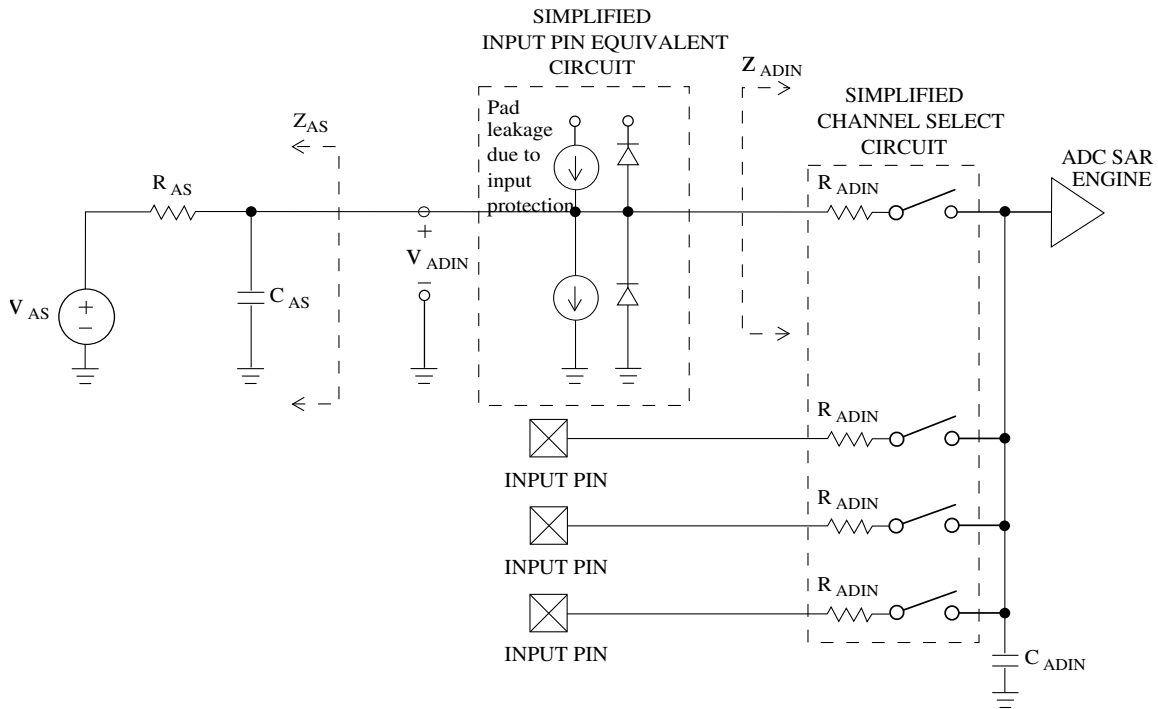 SIMPLIFIED
INPUT PIN EQUIVALENT
CIRCUIT
Z ADIN
SIMPLIFIED
CHANNEL SELECT
CIRCUIT
ADC SAR
ENGINE
Pad
leakage
due to
input
protection
Z AS
R AS
R ADIN
+
V ADIN
−
C AS
V AS
+
−
R ADIN
INPUT PIN
R ADIN
INPUT PIN
R ADIN
INPUT PIN
C ADIN